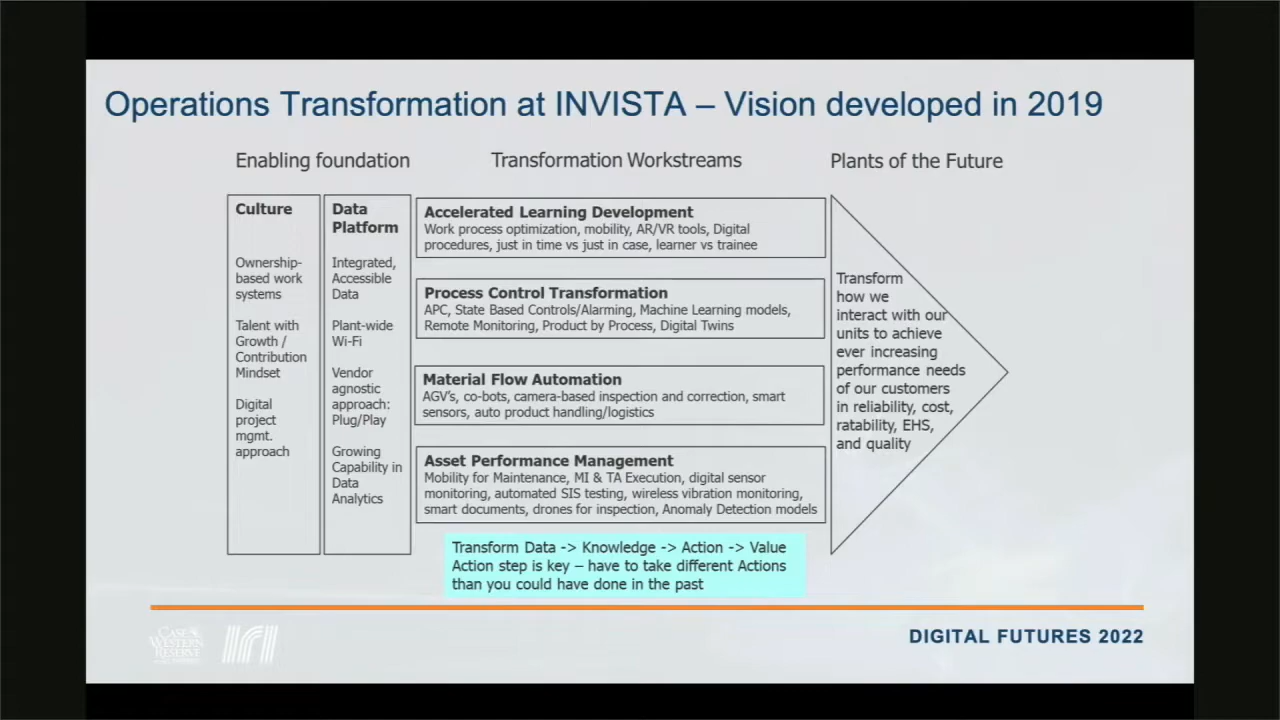 Operations Transformation at INVISTA – Vision developed in 2019
Enabling foundation
Transformation Workstreams
Plants of the Future
Culture
Ownership-
based work
systems
Talent with
Growth /
Contribution
Mindset
Digital
project
mgmt.
approach
Data
Platform
Integrated,
Accessible
Data
Plant-wide
Wi-Fi
Vendor
agnostic
approach:
Plug/Play
Growing
Capability in
Data
Analytics
Accelerated Learning Development
Work process optimization, mobility, AR/VR tools, Digital
procedures, just in time vs just in case, learner vs trainee
Process Control Transformation
APC, State Based Controls/Alarming, Machine Learning models,
Remote Monitoring, Product by Process, Digital Twins
Material Flow Automation
AGV's, co-bots, camera-based inspection and correction, smart
sensors, auto product handling/logistics
Asset Performance Management
Mobility for Maintenance, MI & TA Execution, digital sensor
monitoring, automated SIS testing, wireless vibration monitoring,
smart documents, drones for inspection, Anomaly Detection models
Transform
how we
interact with our
units to achieve
ever increasing
performance needs
of our customers
in reliability, cost,
ratability, EHS,
and quality
Transform Data -> Knowledge -> Action -> Value
Action step is key – have to take different Actions
than you could have done in the past
CASE
WESTERN
RESERVE
IRI
DIGITAL FUTURES 2022